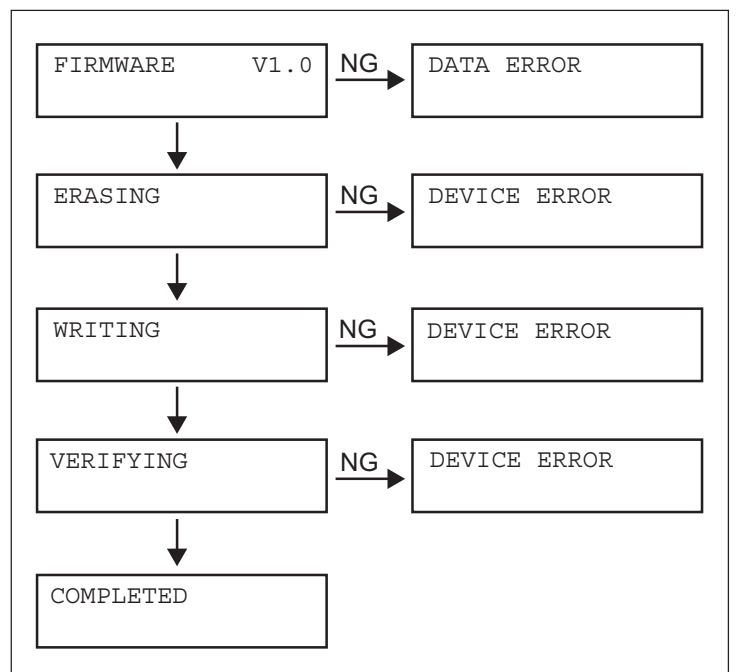 FIRMWARE V1.0 NG DATA ERROR
ERASING NG DEVICE ERROR
WRITING NG DEVICE ERROR
VERIFYING NG DEVICE ERROR
COMPLETED